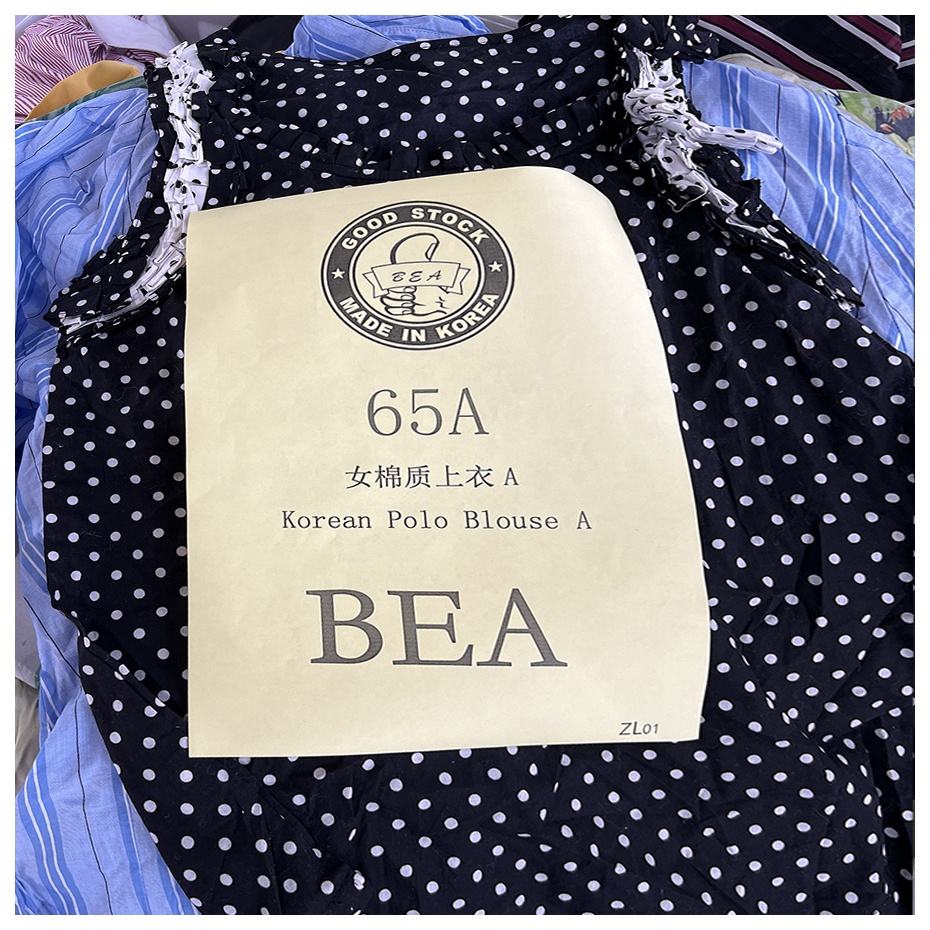 GOOD STOCK
BEA
MADE IN KOREA
65A
女棉质上衣 A
Korean Polo Blouse A
BEA
ZL01